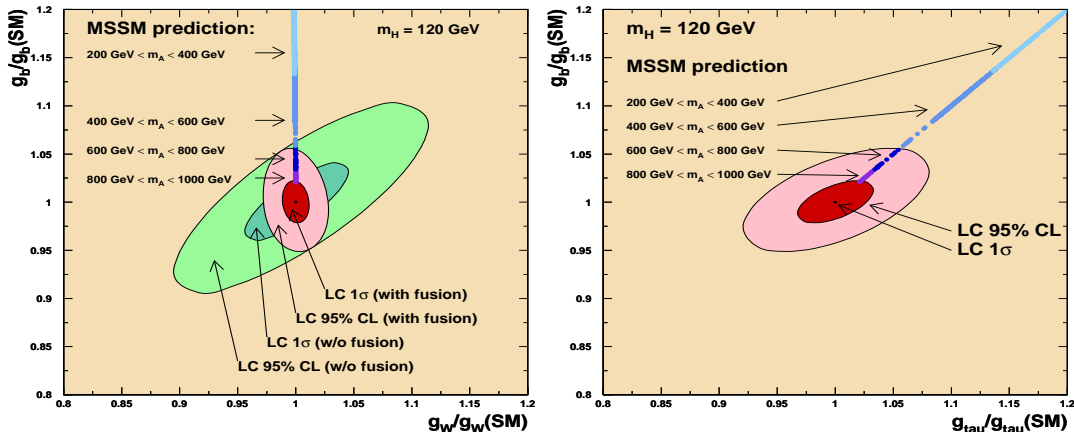 MSSM prediction:
m_H = 120 GeV
200 GeV < m_A < 400 GeV
400 GeV < m_A < 600 GeV
600 GeV < m_A < 800 GeV
800 GeV < m_A < 1000 GeV
LC 1σ (with fusion)
LC 95% CL (with fusion)
LC 1σ (w/o fusion)
LC 95% CL (w/o fusion)
g_b/g_b(SM)
1.2
1.15
1.1
1.05
1
0.95
0.9
0.85
0.8
0.8 0.85 0.9 0.95 1 1.05 1.1 1.15 1.2
g_W/g_W(SM)
m_H = 120 GeV
MSSM prediction
200 GeV < m_A < 400 GeV
400 GeV < m_A < 600 GeV
600 GeV < m_A < 800 GeV
800 GeV < m_A < 1000 GeV
LC 95% CL
LC 1σ
g_b/g_b(SM)
1.2
1.15
1.1
1.05
1
0.95
0.9
0.85
0.8
0.8 0.85 0.9 0.95 1 1.05 1.1 1.15 1.2
g_tau/g_tau(SM)